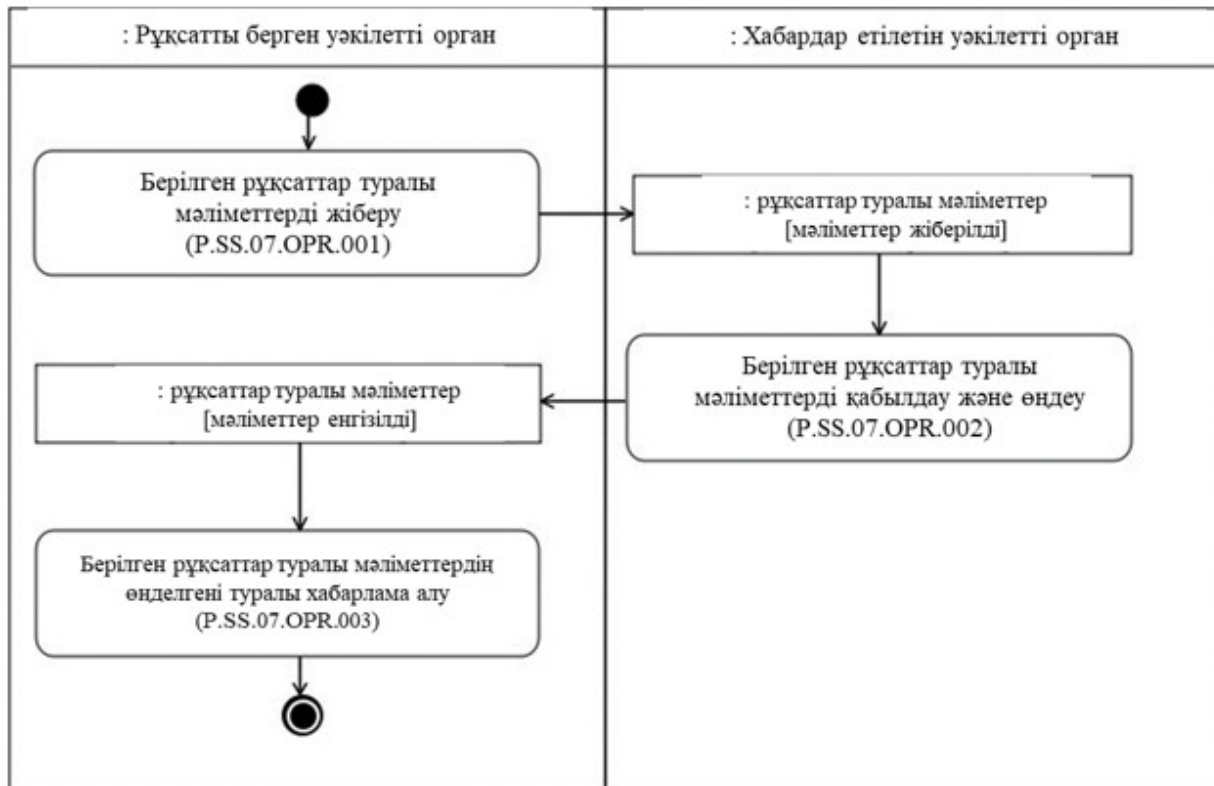 : Рұқсатты берген уәкілетті орган
: Хабардар етілетін уәкілетті орган
Берілген рұқсаттар туралы
мәліметтерді жіберу
(P.SS.07.OPR.001)
: рұқсаттар туралы мәліметтер
[мәліметтер жіберілді]
Берілген рұқсаттар туралы
мәліметтерді қабылдау және өңдеу
(P.SS.07.OPR.002)
: рұқсаттар туралы мәліметтер
[мәліметтер енгізілді]
Берілген рұқсаттар туралы мәліметтердің
өңделгені туралы хабарлама алу
(P.SS.07.OPR.003)